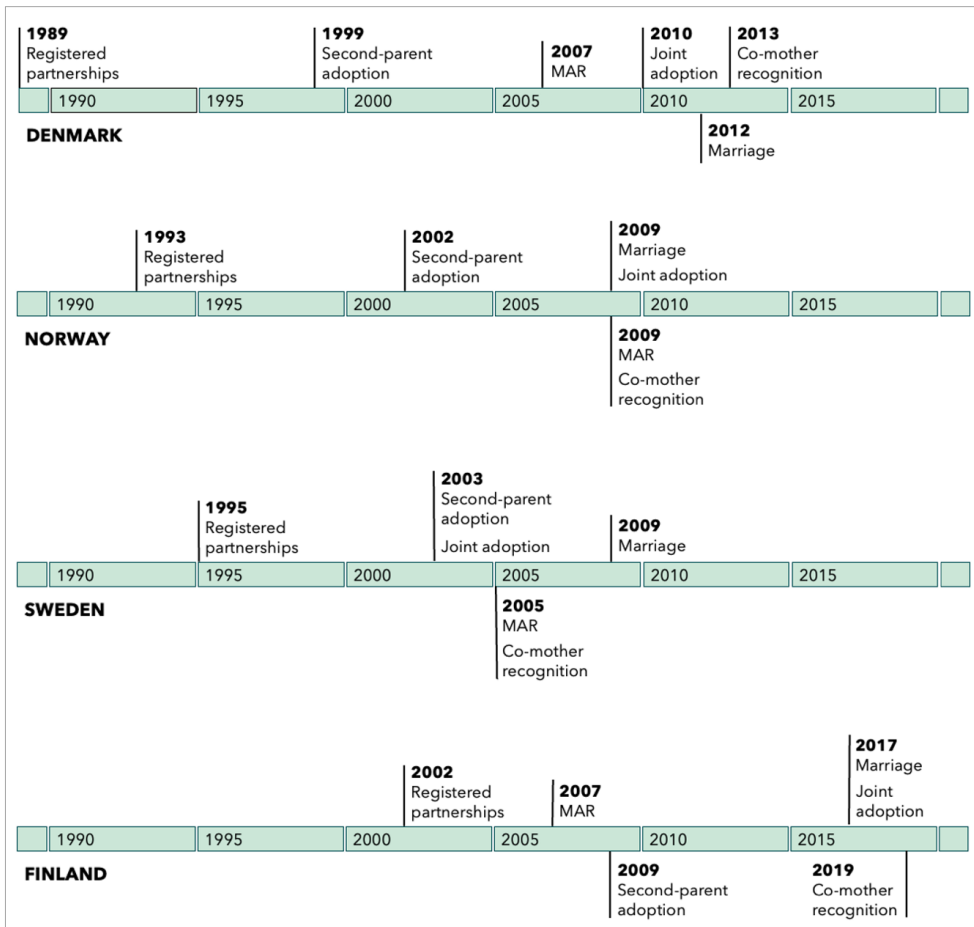 1989
Registered
partnerships
1999
Second-parent
adoption
2007
MAR
2010
Joint
adoption
2013
Co-mother
recognition
1990 1995 2000 2005 2010 2015
DENMARK
2012
Marriage
1993
Registered
partnerships
2002
Second-parent
adoption
2009
Marriage
Joint adoption
1990 1995 2000 2005 2010 2015
NORWAY
2009
MAR
Co-mother
recognition
1995
Registered
partnerships
2003
Second-parent
adoption
Joint adoption
2009
Marriage
1990 1995 2000 2005 2010 2015
SWEDEN
2005
MAR
Co-mother
recognition
2002
Registered
partnerships
2007
MAR
2017
Marriage
Joint
adoption
1990 1995 2000 2005 2010 2015
FINLAND
2009
Second-parent
adoption
2019
Co-mother
recognition